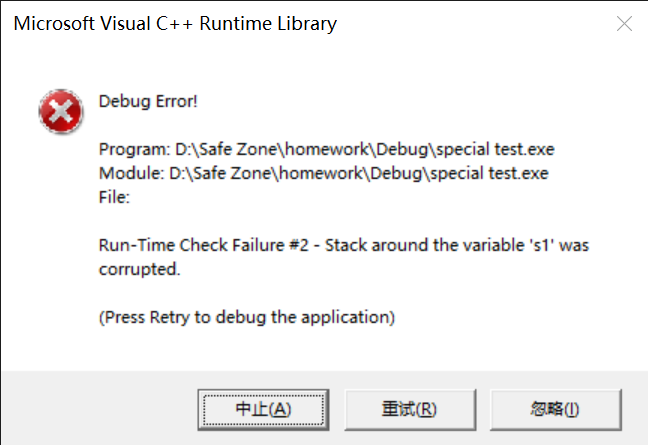 Microsoft Visual C++ Runtime Library
Debug Error!
Program: D:\Safe Zone\homework\Debug\special test.exe
Module: D:\Safe Zone\homework\Debug\special test.exe
File:
Run-Time Check Failure #2 - Stack around the variable 's1' was
corrupted.
(Press Retry to debug the application)
中止(A) 重试(R) 忽略(I)